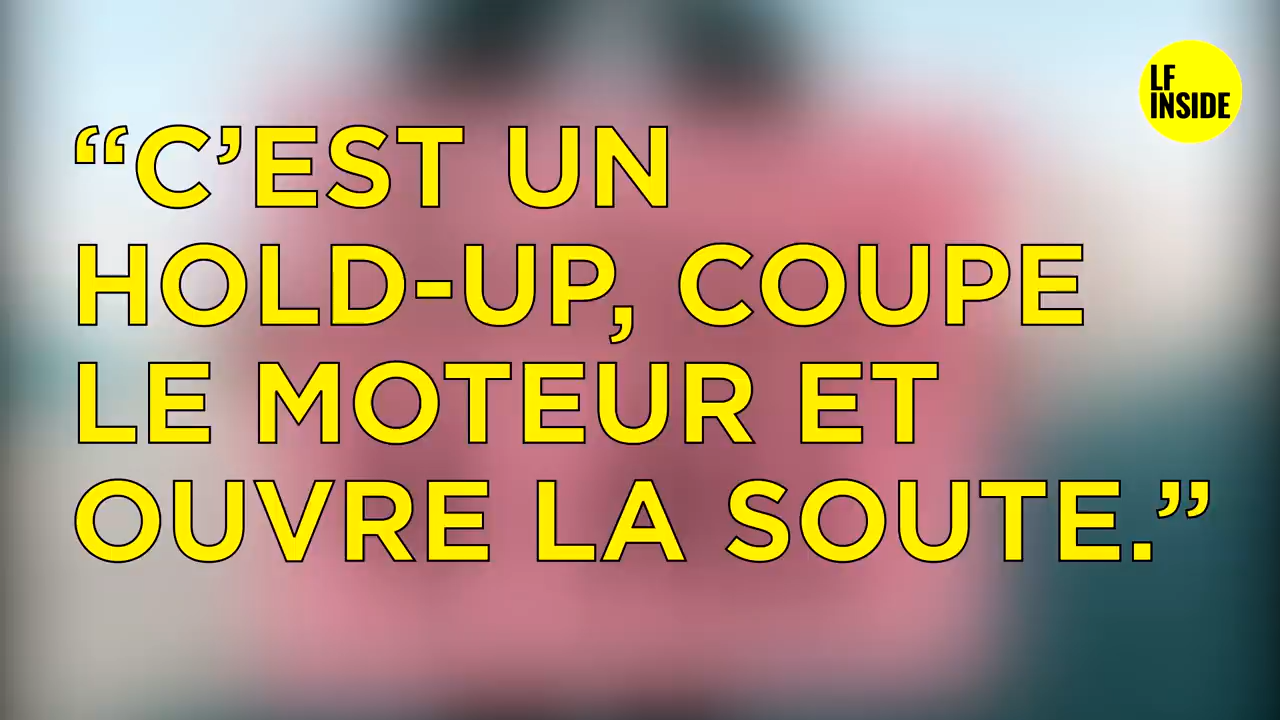 LF
INSIDE
“C’EST UN
HOLD-UP, COUPE
LE MOTEUR ET
OUVRE LA SOUTE.”